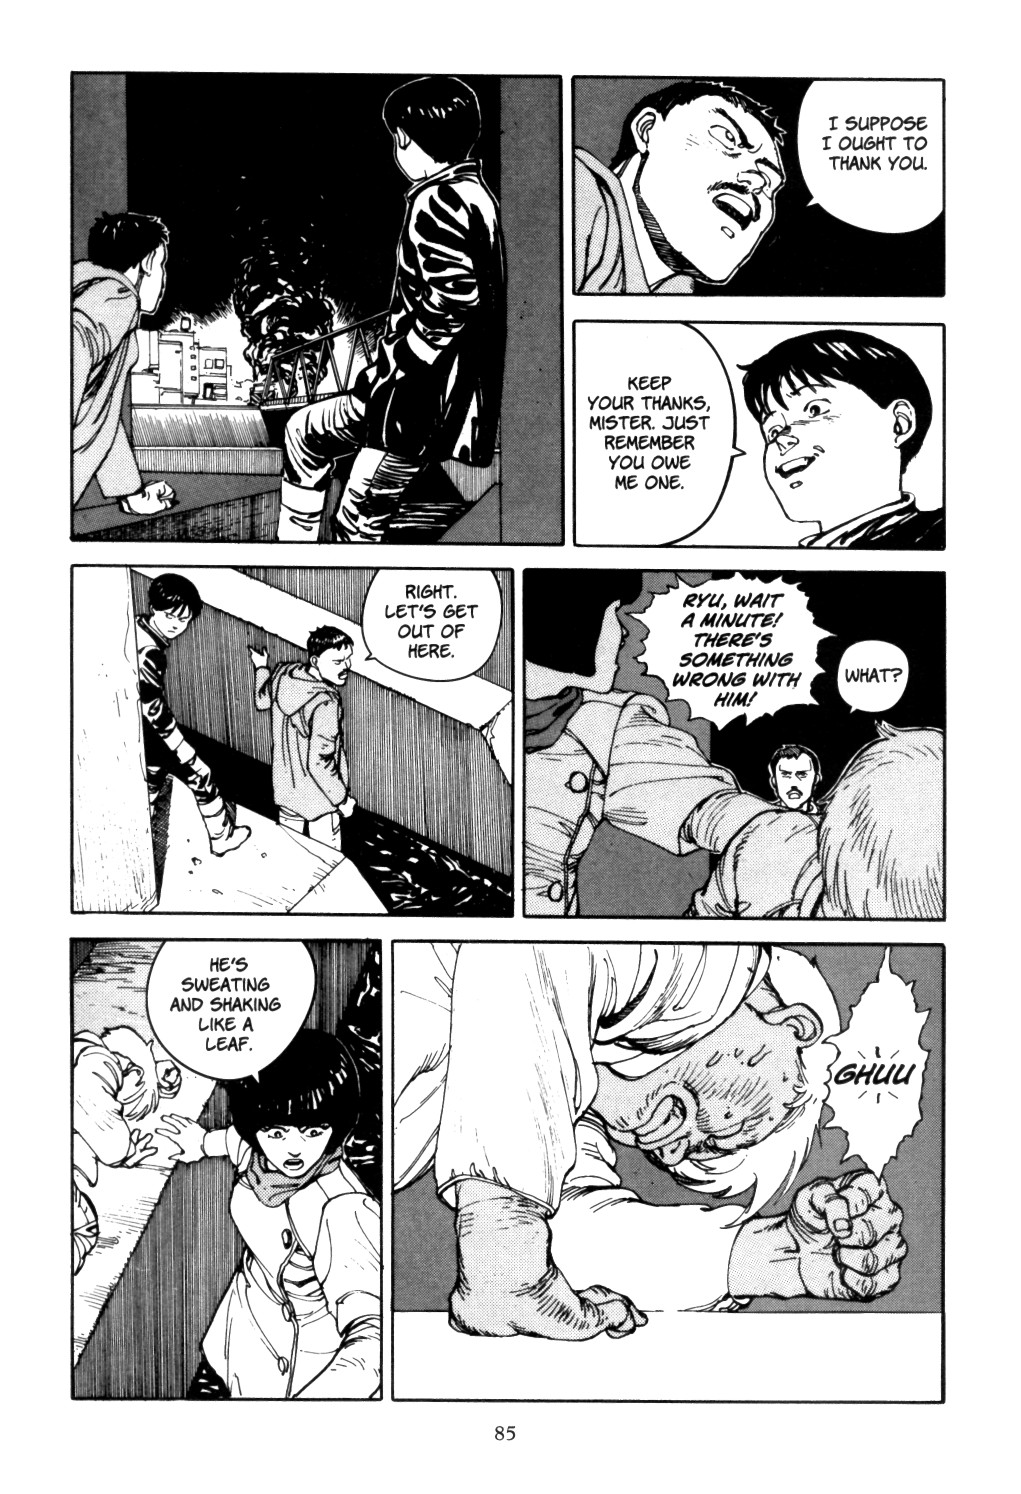 I SUPPOSE
I OUGHT TO
THANK YOU.
KEEP
YOUR THANKS,
MISTER. JUST
REMEMBER
YOU OWE
ME ONE.
RIGHT.
LET'S GET
OUT OF
HERE.
RYU, WAIT
A MINUTE!
THERE'S
SOMETHING
WRONG WITH
HIM!
WHAT?
HE'S
SWEATING
AND SHAKING
LIKE A
LEAF.
GHUU
85